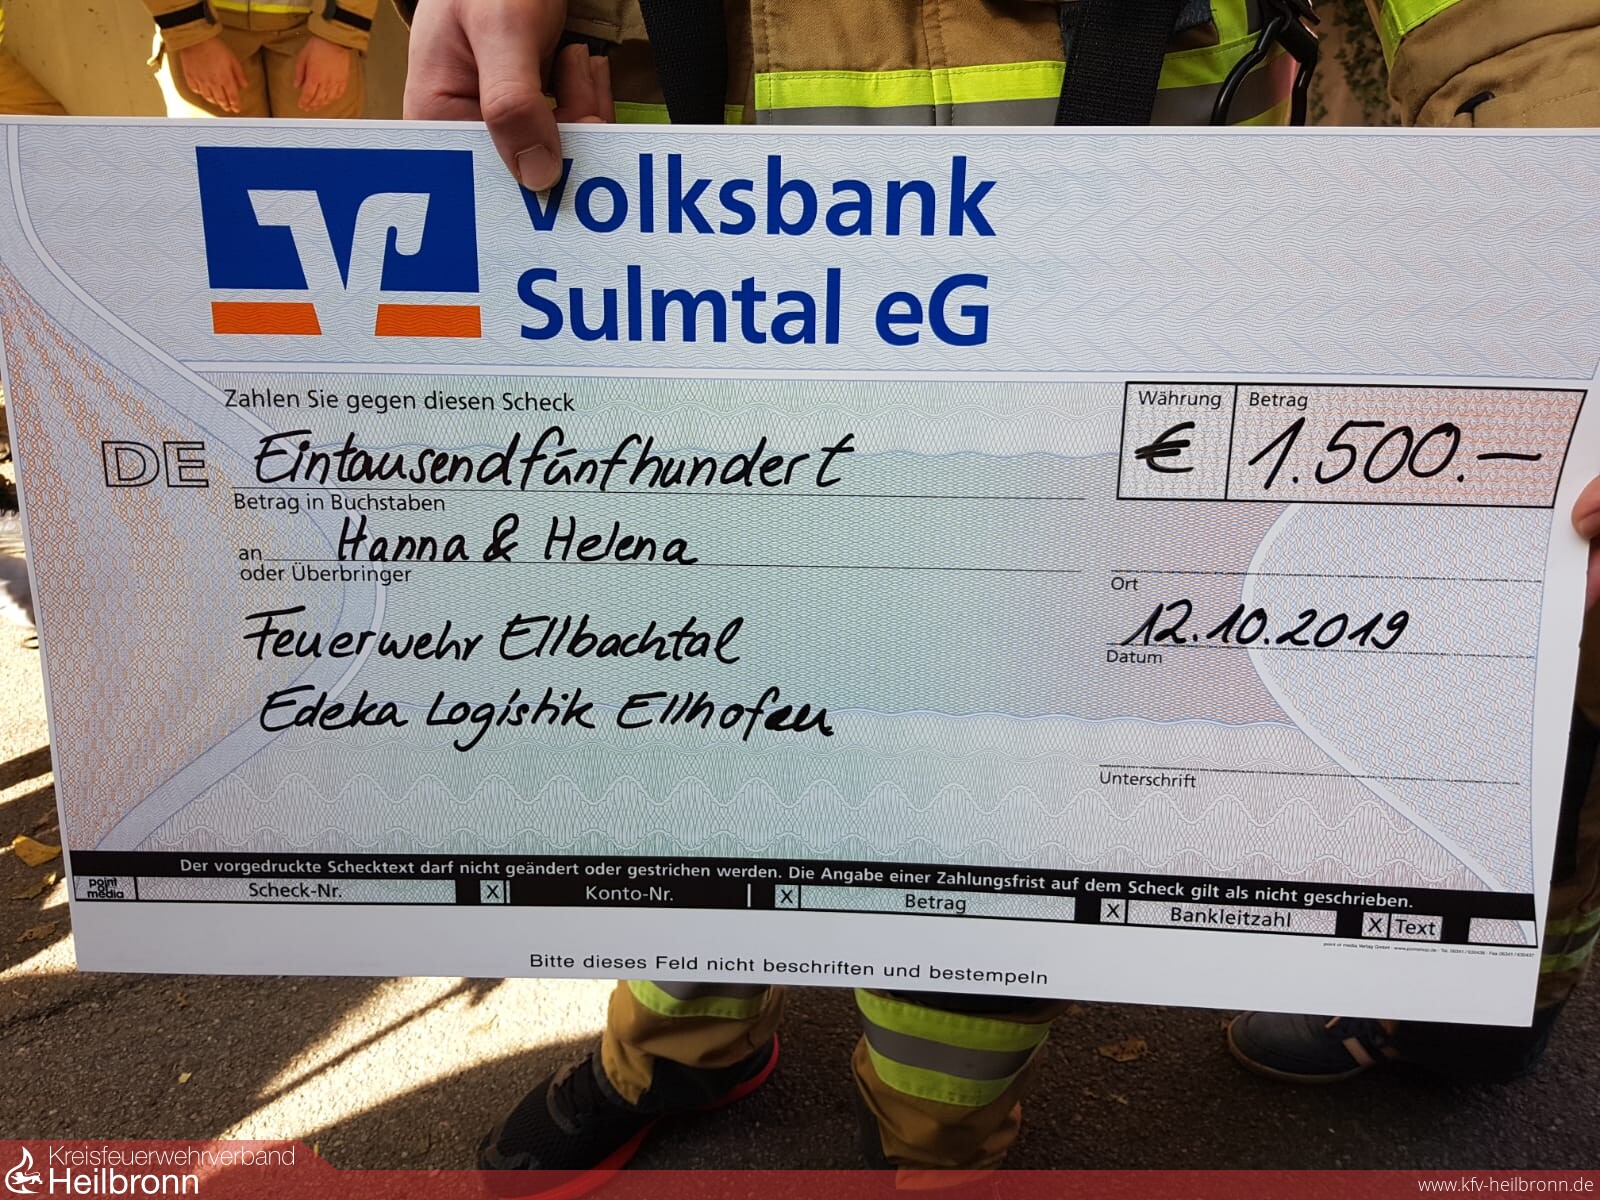 Volksbank
Sulmtal eG
Zahlen Sie gegen diesen Scheck
Währung Betrag
DE Eintausendfünfhundert € 1.500.—
Betrag in Buchstaben
an Hanna & Helena
oder Überbringer
Ort
Feuerwehr Ellbachtal 12.10.2019
Datum
Edeka Logistik Ellhofen
Unterschrift
Der vorgedruckte Schecktext darf nicht geändert oder gestrichen werden. Die Angabe einer Zahlungsfrist auf dem Scheck gilt als nicht geschrieben.
point of media Scheck-Nr. X Konto-Nr. X Betrag X Bankleitzahl X Text
Bitte dieses Feld nicht beschriften und bestempeln
Kreisfeuerwehrverband
Heilbronn
www.kfv-heilbronn.de